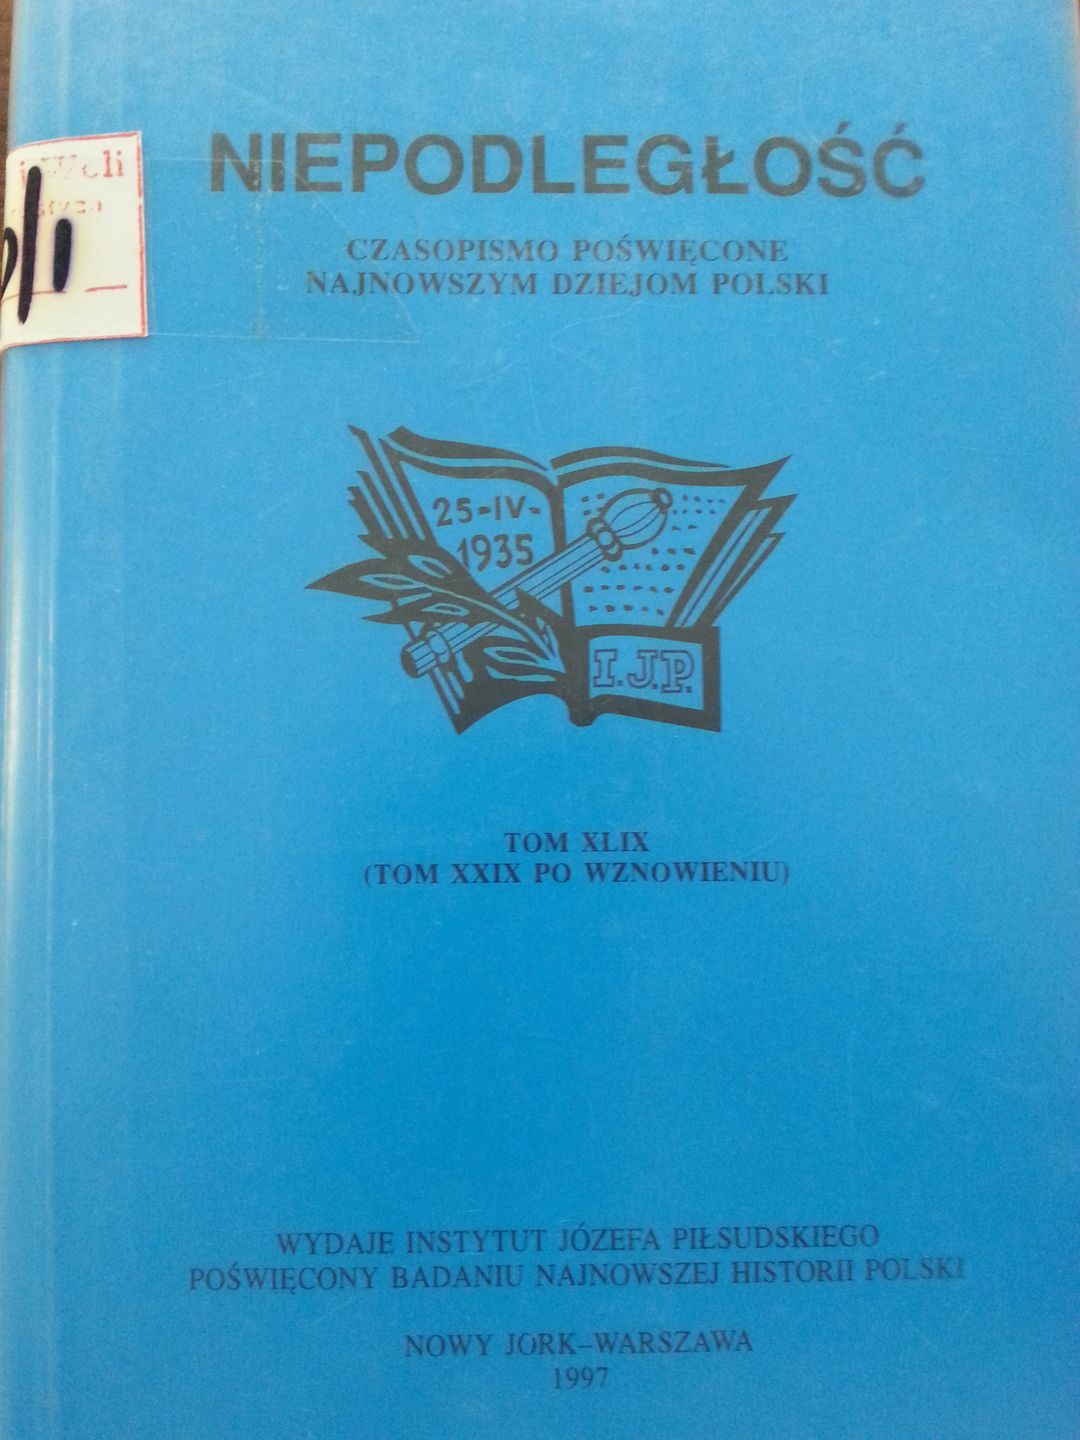 NIEPODLEGŁOŚĆ
CZASOPISMO POŚWIĘCONE
NAJNOWSZYM DZIEJOM POLSKI
25-IV-
1935
I.J.P.
TOM XLIX
(TOM XXIX PO WZNOWIENIU)
WYDAJE INSTYTUT JÓZEFA PIŁSUDSKIEGO
POŚWIĘCONY BADANIU NAJNOWSZEJ HISTORII POLSKI
NOWY JORK–WARSZAWA
1997